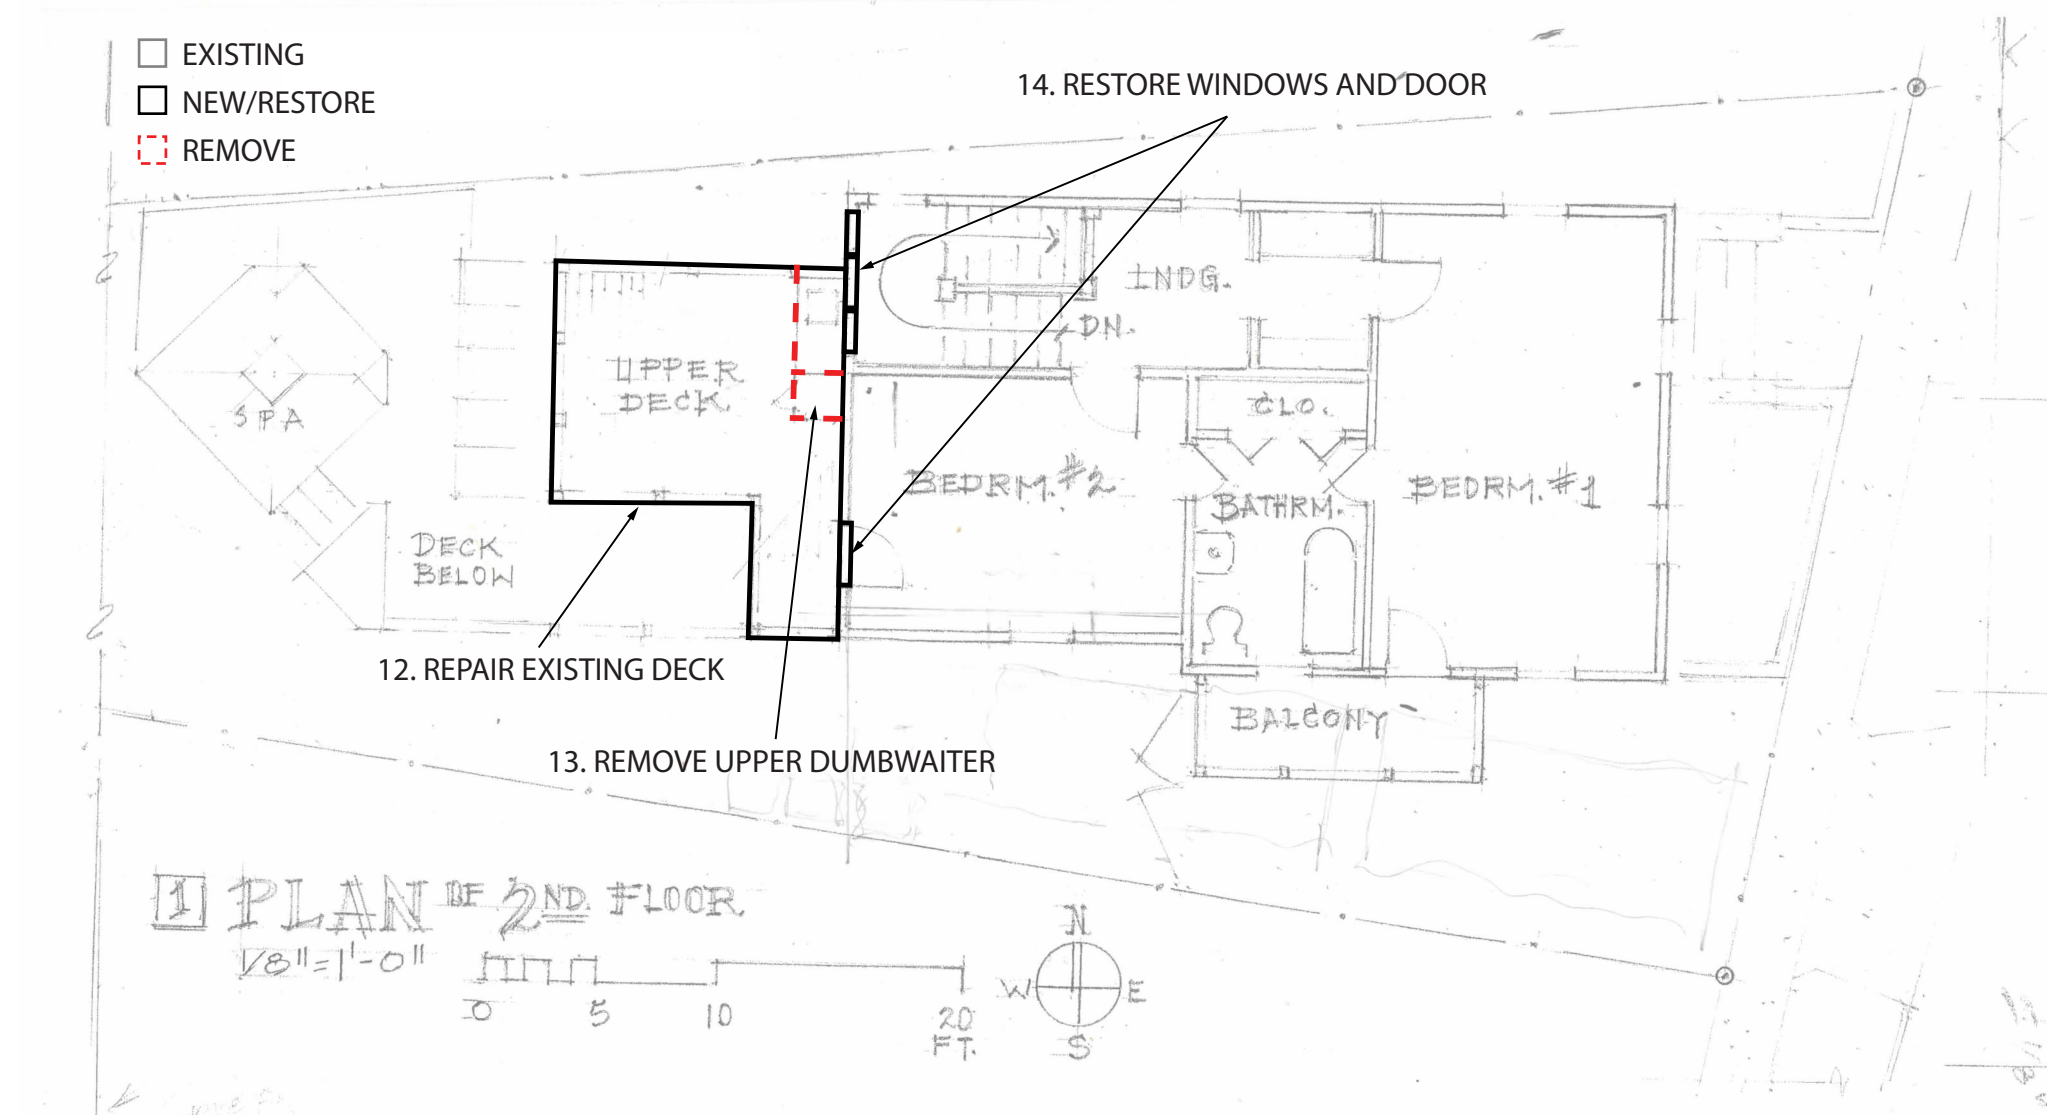 EXISTING
NEW/RESTORE
REMOVE
14. RESTORE WINDOWS AND DOOR
LNDG.
DN.
UPPER
DECK.
SPA
CLO.
BEDRM. #2
BATHRM.
BEDRM. #1
DECK
BELOW
12. REPAIR EXISTING DECK
BALCONY
13. REMOVE UPPER DUMBWAITER
1 PLAN OF 2ND. FLOOR
1/8" = 1'-0"
0 5 10 20
FT.
N
W E
S